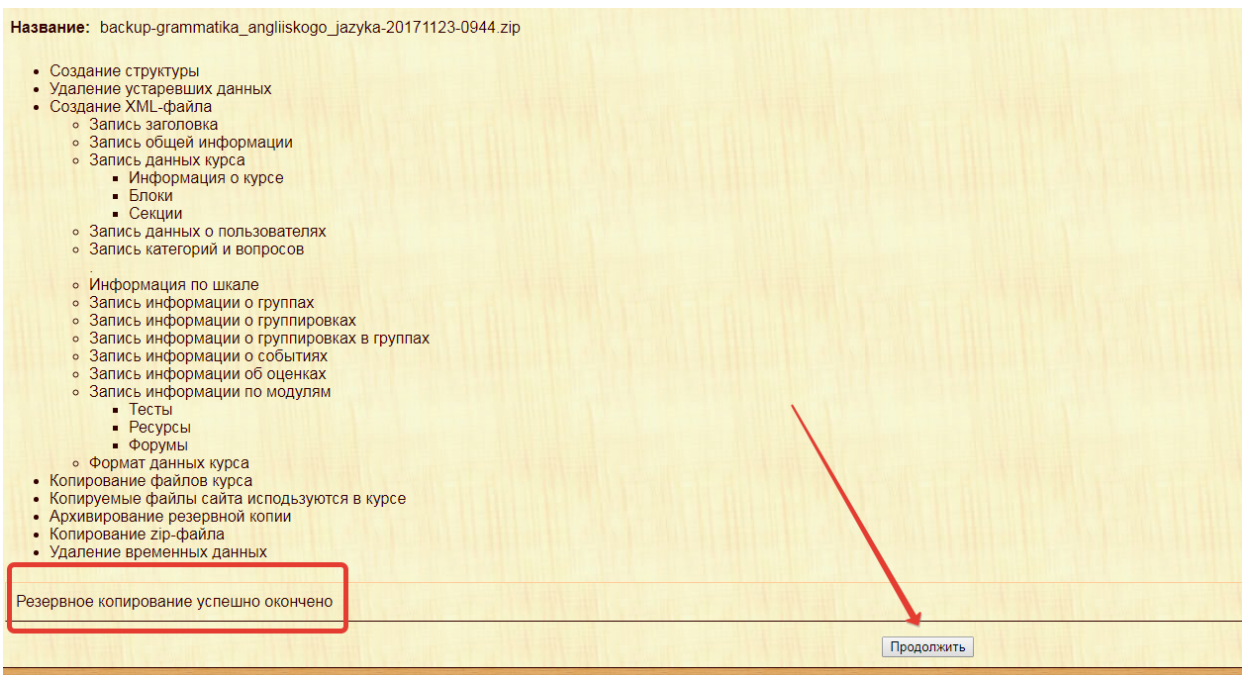 Название: backup-grammatika_angliiskogo_jazyka-20171123-0944.zip
Создание структуры
Удаление устаревших данных
Создание XML-файла
Запись заголовка
Запись общей информации
Запись данных курса
Информация о курсе
Блоки
Секции
Запись данных о пользователях
Запись категорий и вопросов
.
Информация по шкале
Запись информации о группах
Запись информации о группировках
Запись информации о группировках в группах
Запись информации о событиях
Запись информации об оценках
Запись информации по модулям
Тесты
Ресурсы
Форумы
Формат данных курса
Копирование файлов курса
Копируемые файлы сайта исподьзуются в курсе
Архивирование резервной копии
Копирование zip-файла
Удаление временных данных
Резервное копирование успешно окончено
Продолжить